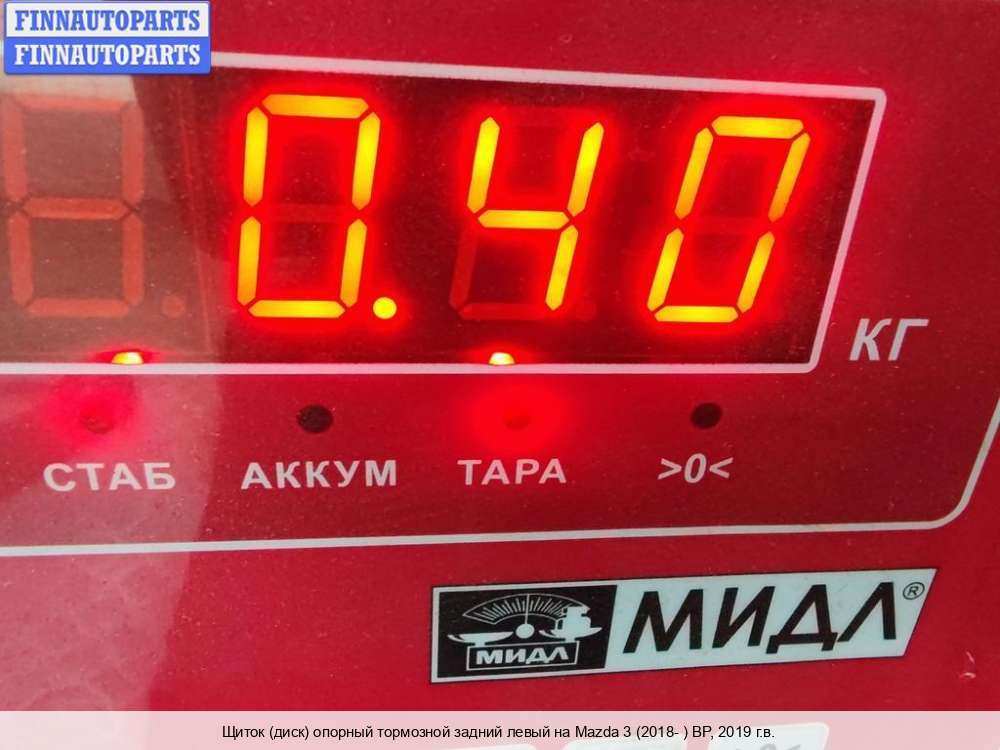 FINNAUTOPARTS
FINNAUTOPARTS
0.40
КГ
СТАБ АККУМ ТАРА >0<
МИДЛ МИДЛ®
Щиток (диск) опорный тормозной задний левый на Mazda 3 (2018- ) BP, 2019 г.в.